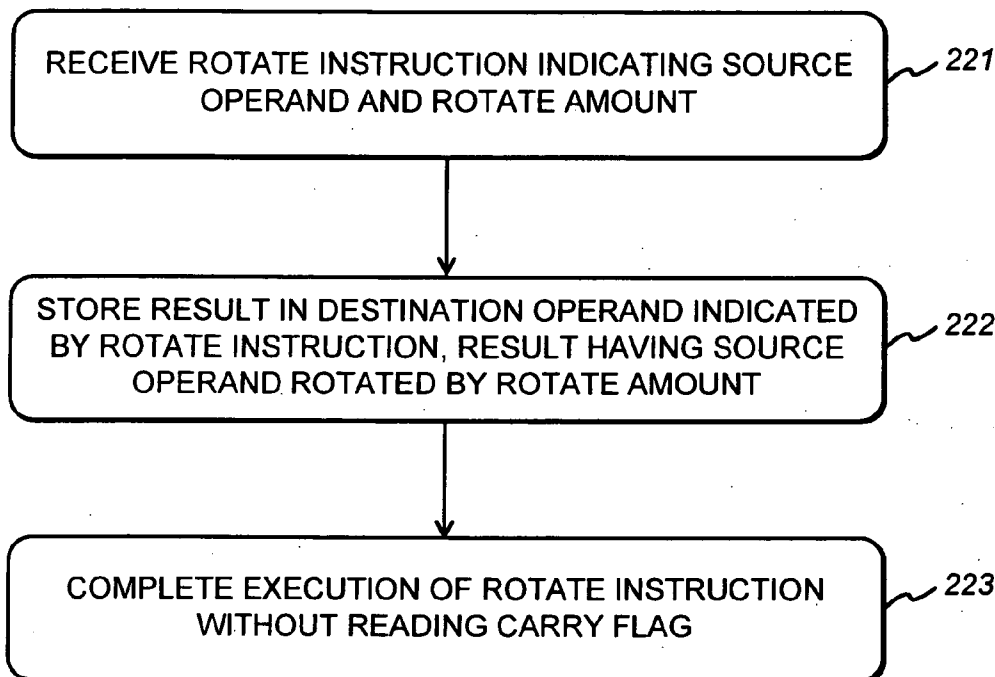 RECEIVE ROTATE INSTRUCTION INDICATING SOURCE
OPERAND AND ROTATE AMOUNT
221
STORE RESULT IN DESTINATION OPERAND INDICATED
BY ROTATE INSTRUCTION, RESULT HAVING SOURCE
OPERAND ROTATED BY ROTATE AMOUNT
222
COMPLETE EXECUTION OF ROTATE INSTRUCTION
WITHOUT READING CARRY FLAG
223